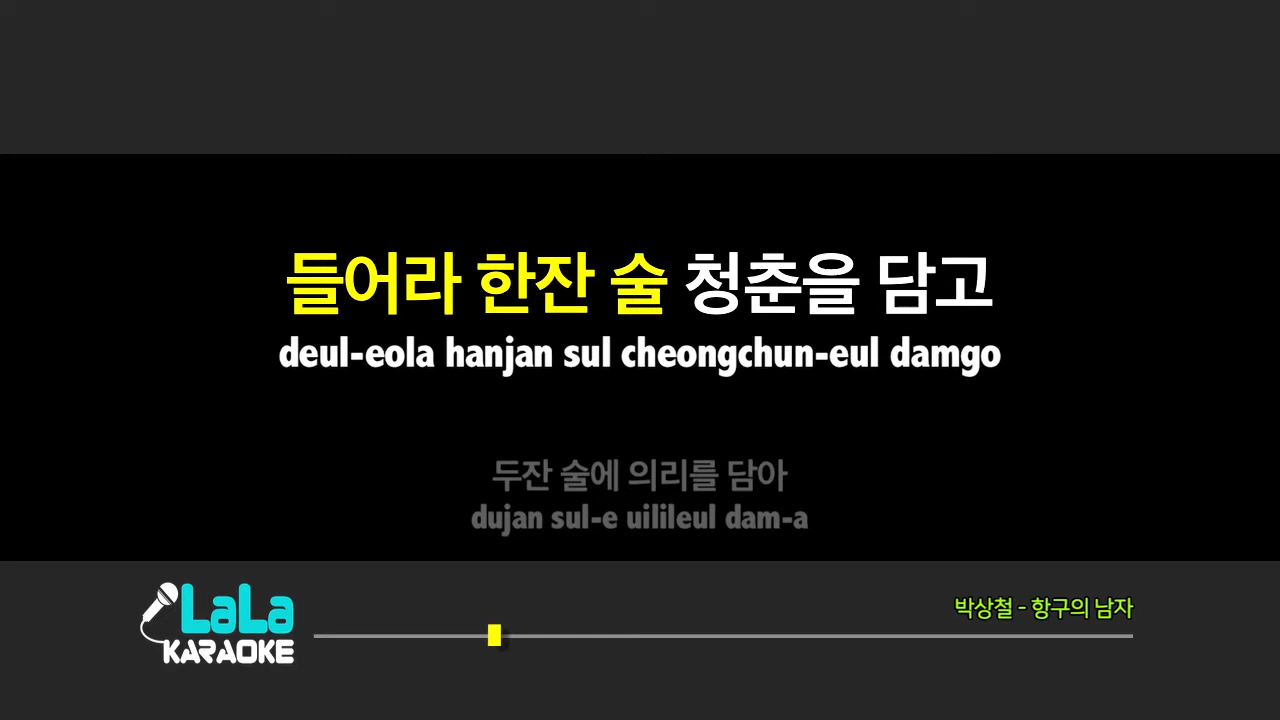 들어라 한잔 술 청춘을 담고
deul-eola hanjan sul cheongchun-eul damgo
두잔 술에 의리를 담아
dujan sul-e uilileul dam-a
LaLa
KARAOKE
박상철 - 항구의 남자